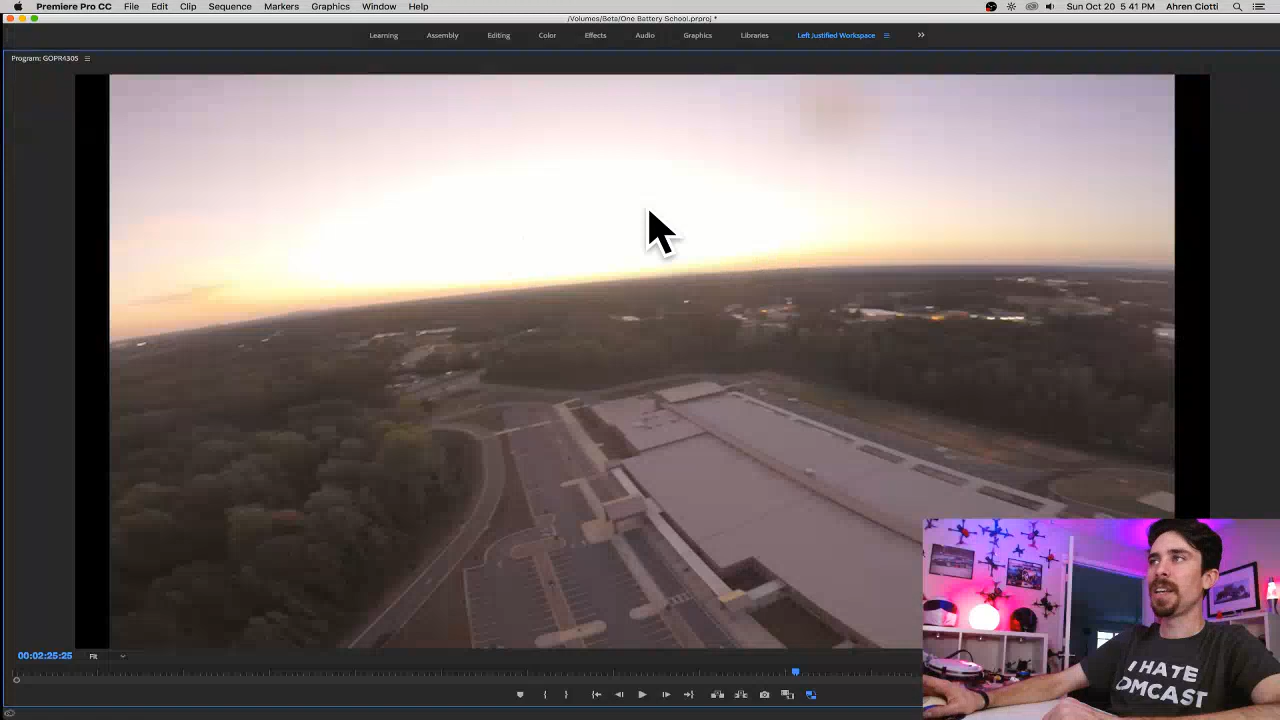 Premiere Pro CC File Edit Clip Sequence Markers Graphics Window Help Sun Oct 20 5:41 PM Ahren Ciotti
/Volumes/Beta/One Battery School.prproj *
Learning Assembly Editing Color Effects Audio Graphics Libraries Left Justified Workspace
Program: GOPR4305
00:02:25:25 Fit
I HATE
OMCAST